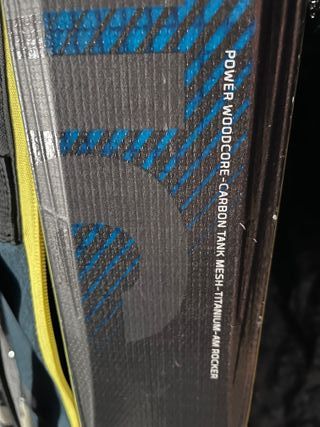 POWER WOODCORE-CARBON TANK MESH-TITANIUM-AM ROCKER